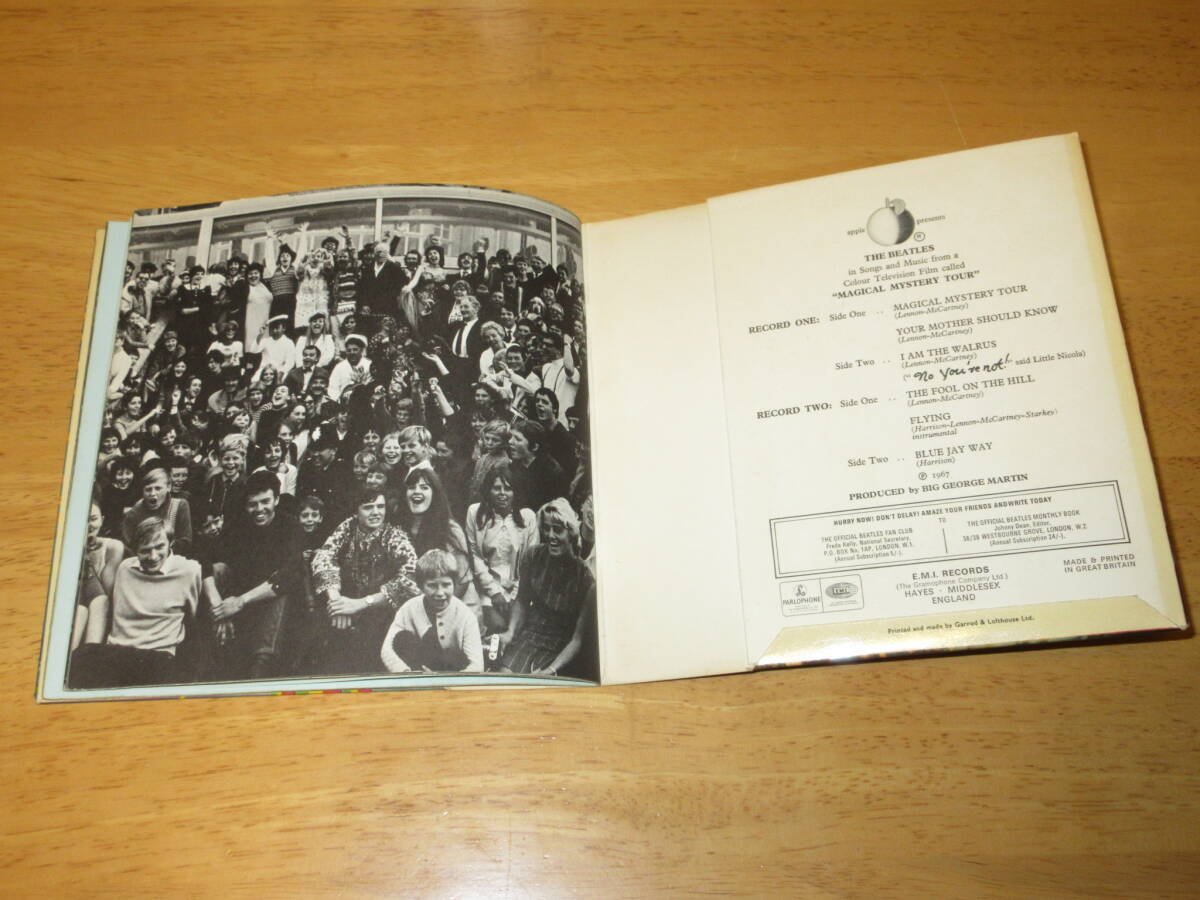 apple presents
THE BEATLES
in Songs and Music from a
Colour Television Film called
"MAGICAL MYSTERY TOUR"
RECORD ONE: Side One .. MAGICAL MYSTERY TOUR
(Lennon-McCartney)
YOUR MOTHER SHOULD KNOW
(Lennon-McCartney)
Side Two .. I AM THE WALRUS
(Lennon-McCartney)
("No you're not!" said Little Nicola)
RECORD TWO: Side One .. THE FOOL ON THE HILL
(Lennon-McCartney)
FLYING
(Harrison-Lennon-McCartney-Starkey)
instrumental
Side Two .. BLUE JAY WAY
(Harrison)
℗ 1967
PRODUCED by BIG GEORGE MARTIN
HURRY NOW! DON'T DELAY! AMAZE YOUR FRIENDS AND WRITE TODAY
TO
THE OFFICIAL BEATLES FAN CLUB
Freda Kelly, National Secretary,
P.O. BOX No. 1AP, LONDON, W.1.
(Annual Subscription 5/-).
THE OFFICIAL BEATLES MONTHLY BOOK
Johnny Dean, Editor,
36/38 WESTBOURNE GROVE, LONDON, W.2.
(Annual Subscription 24/-).
PARLOPHONE
EMI
E.M.I. RECORDS
(The Gramophone Company Ltd.)
HAYES · MIDDLESEX
ENGLAND
MADE & PRINTED
IN GREAT BRITAIN
Printed and made by Garrod & Lofthouse Ltd.